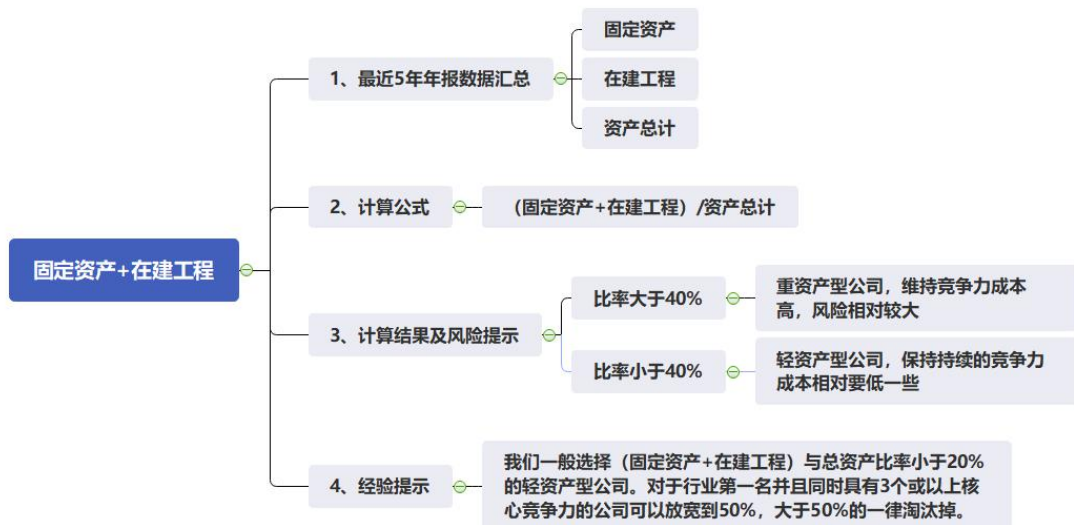 固定资产+在建工程
1、最近5年年报数据汇总
固定资产
在建工程
资产总计
2、计算公式
（固定资产+在建工程）/资产总计
3、计算结果及风险提示
比率大于40%
重资产型公司，维持竞争力成本
高，风险相对较大
比率小于40%
轻资产型公司，保持持续的竞争力
成本相对要低一些
4、经验提示
我们一般选择（固定资产+在建工程）与总资产比率小于20%
的轻资产型公司。对于行业第一名并且同时具有3个或以上核
心竞争力的公司可以放宽到50%，大于50%的一律淘汰掉。